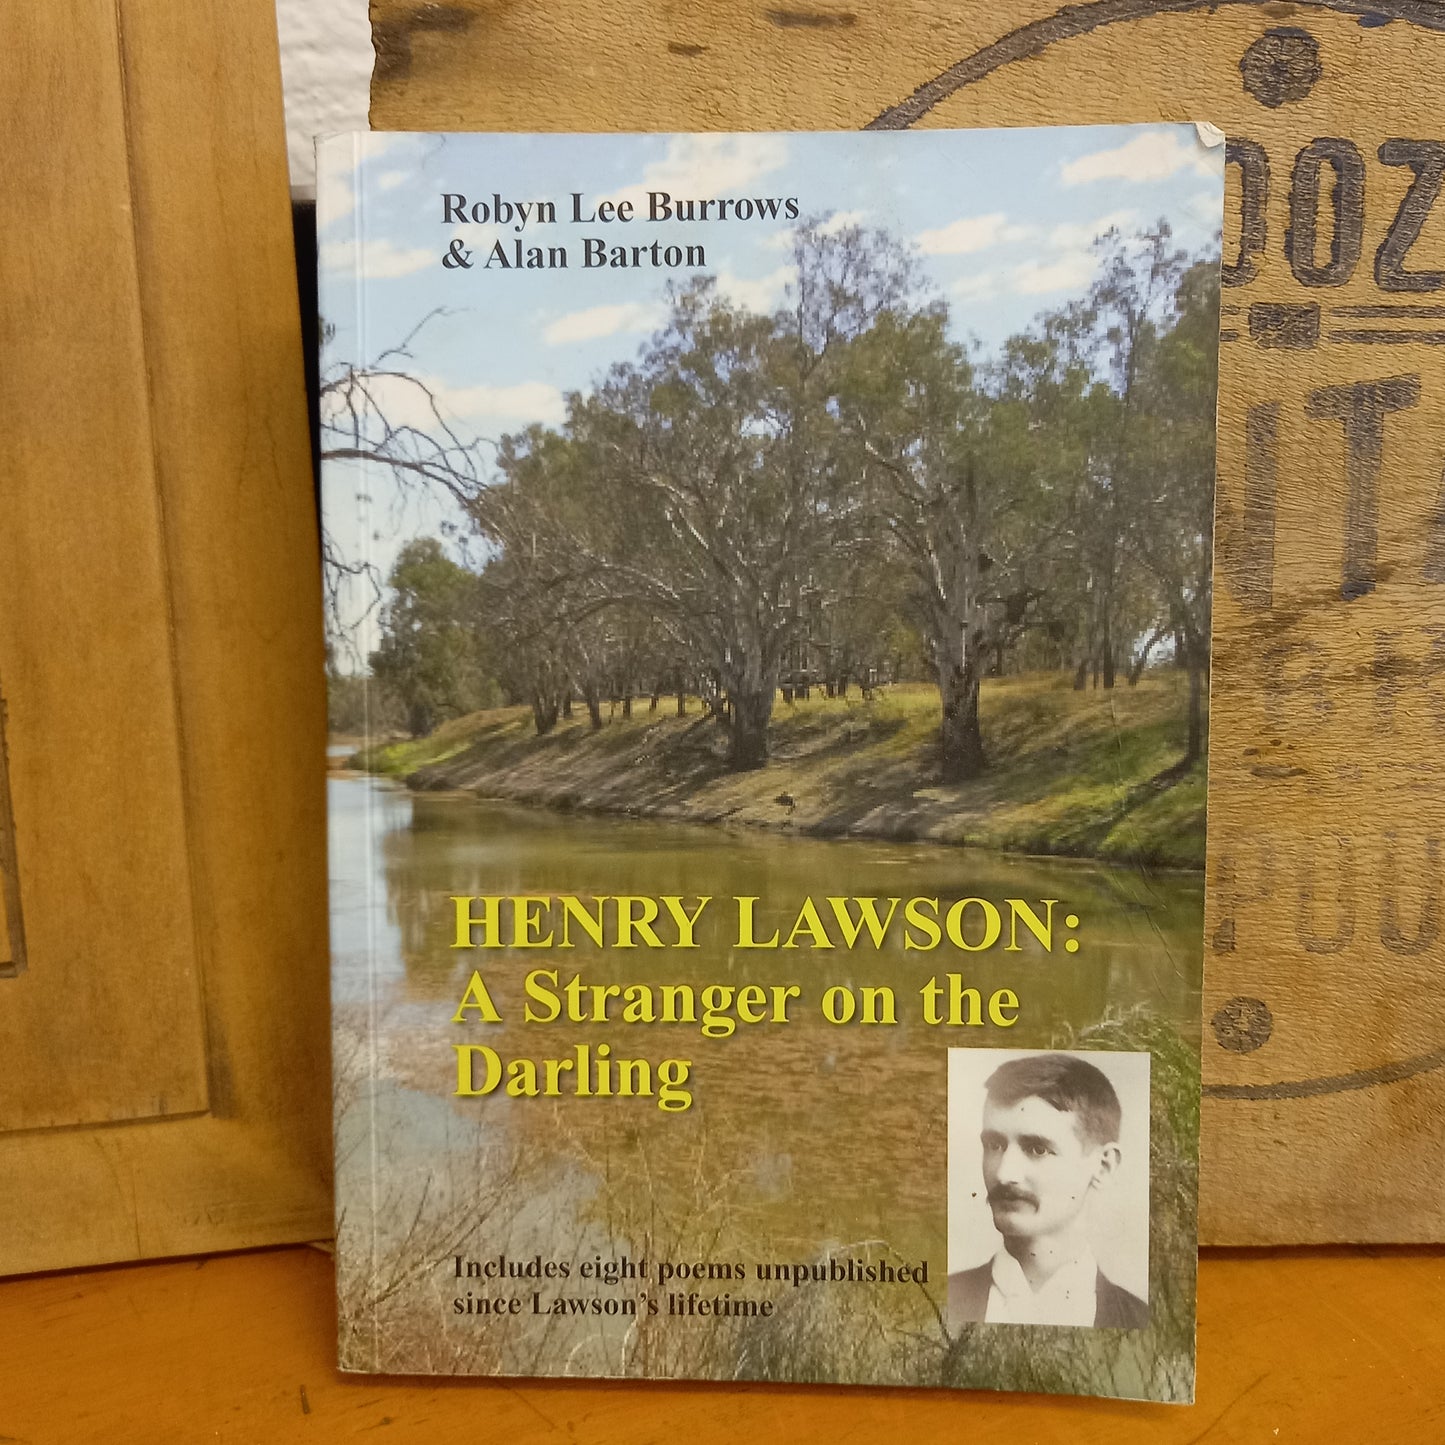 Robyn Lee Burrows
& Alan Barton
HENRY LAWSON:
A Stranger on the
Darling
Includes eight poems unpublished
since Lawson's lifetime